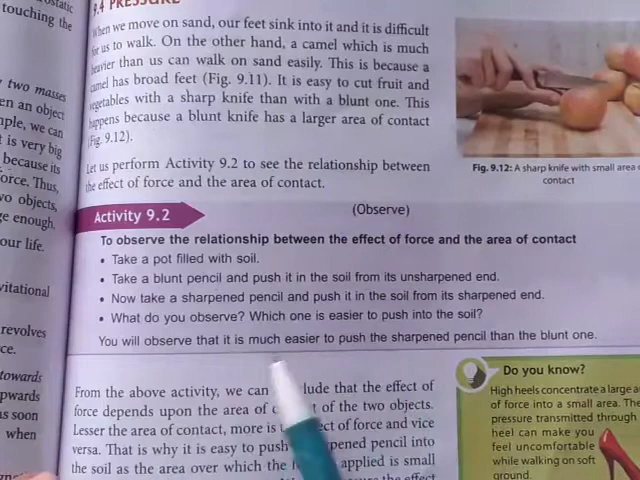 ostatic
touching the
two masses
en an object
mple, we can
t is very big
because its
orce. Thus,
vo objects,
ge enough.
our life.
vitational
revolves
ce.
towards
pwards
as soon
when
9.4 PRESSURE
When we move on sand, our feet sink into it and it is difficult
for us to walk. On the other hand, a camel which is much
heavier than us can walk on sand easily. This is because a
camel has broad feet (Fig. 9.11). It is easy to cut fruit and
vegetables with a sharp knife than with a blunt one. This
happens because a blunt knife has a larger area of contact
(Fig. 9.12).
Let us perform Activity 9.2 to see the relationship between
the effect of force and the area of contact.
Fig. 9.12: A sharp knife with small area
contact
Activity 9.2 (Observe)
To observe the relationship between the effect of force and the area of contact
• Take a pot filled with soil.
• Take a blunt pencil and push it in the soil from its unsharpened end.
• Now take a sharpened pencil and push it in the soil from its sharpened end.
• What do you observe? Which one is easier to push into the soil?
You will observe that it is much easier to push the sharpened pencil than the blunt one.
From the above activity, we can lude that the effect of
force depends upon the area of c t of the two objects.
Lesser the area of contact, more is ect of force and vice
versa. That is why it is easy to push pened pencil into
the soil as the area over which the applied is small
the effect
Do you know?
High heels concentrate a large a
of force into a small area. The
pressure transmitted through
heel can make you
feel uncomfortable
while walking on soft
ground.